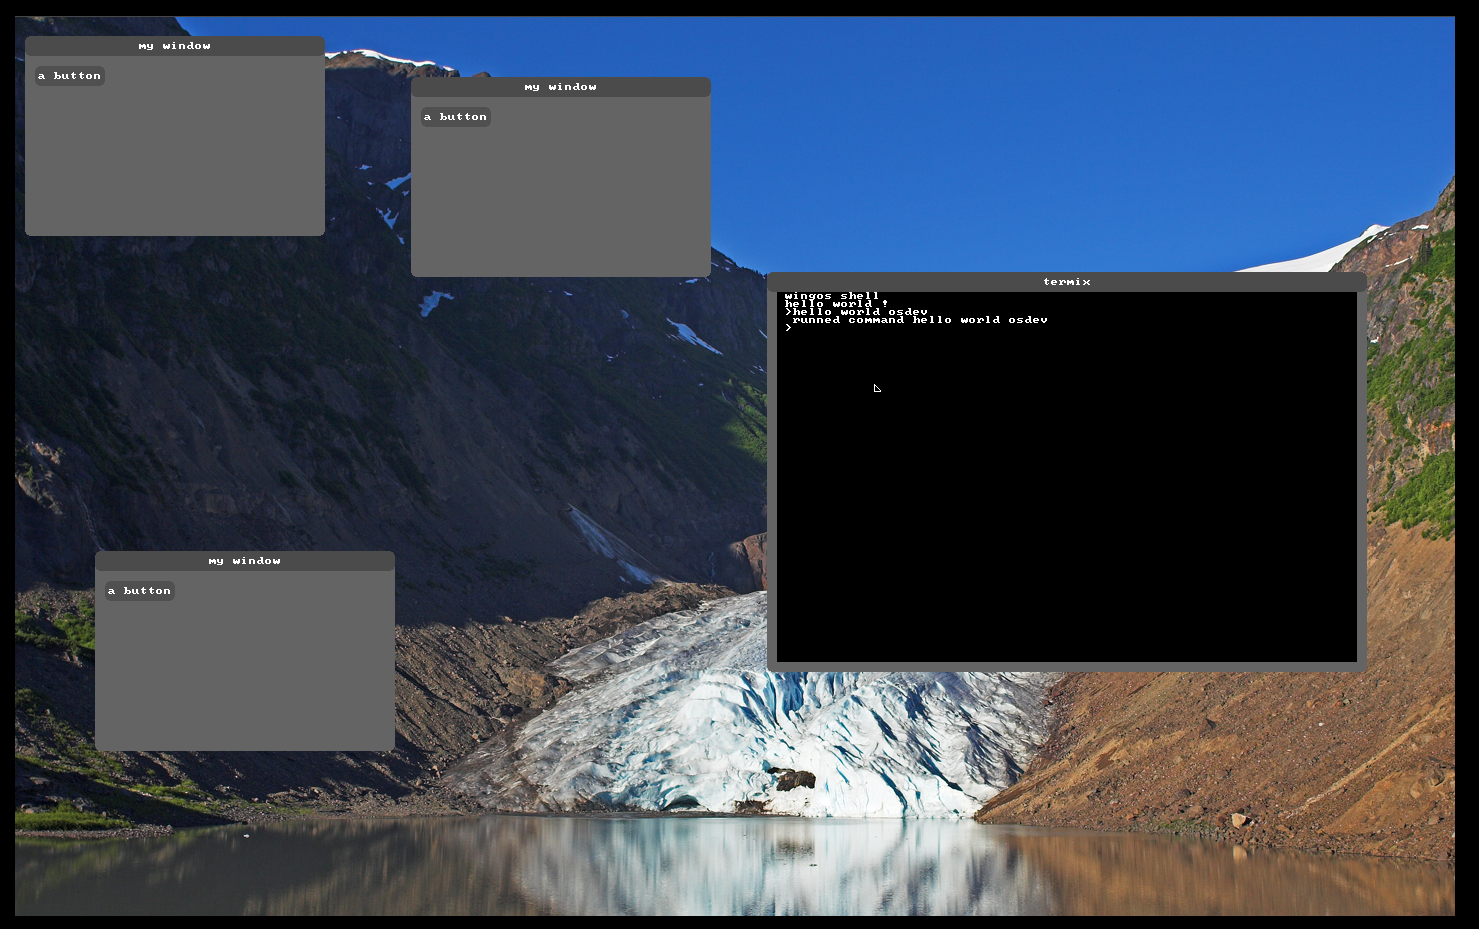 my window
a button
my window
a button
termix
wingos shell
hello world !
>hello world osdev
runned command hello world osdev
>
my window
a button